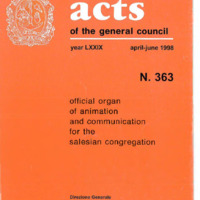 acts
of the general council
year LXXIX april-june 1998
N. 363
official organ
of animation
and communication
for the
salesian congregation
Direzione Generale